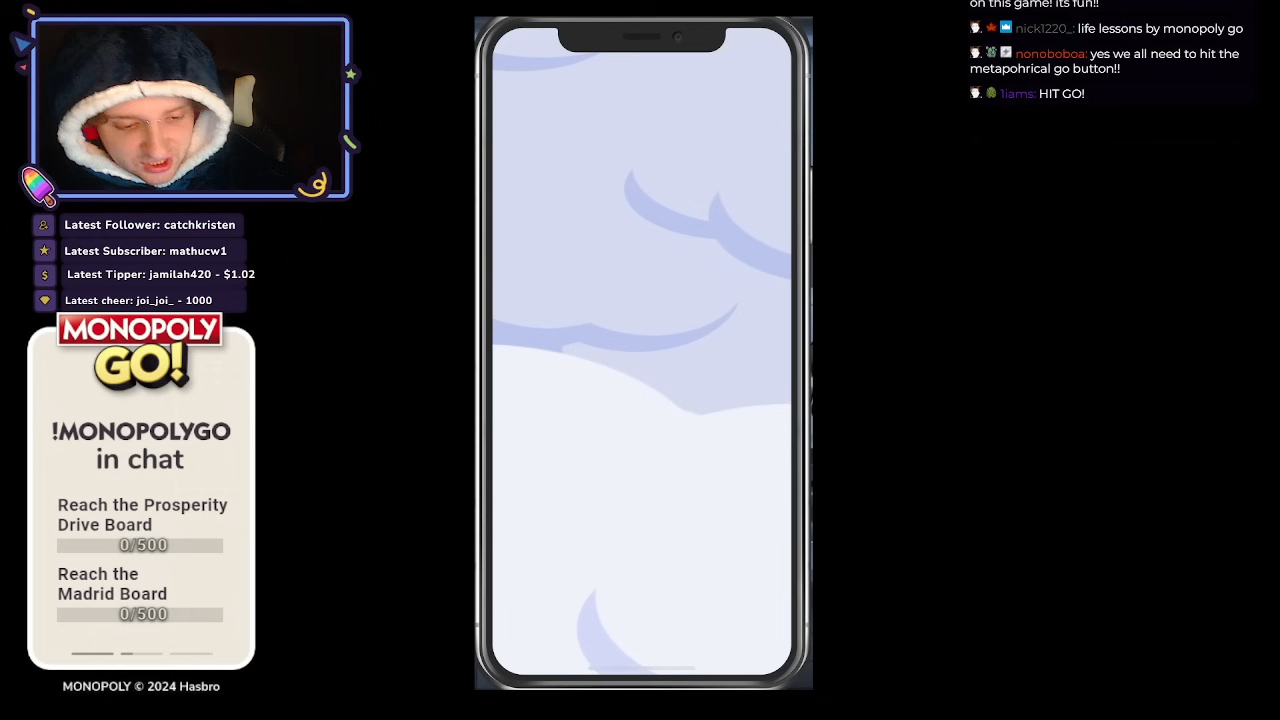 Latest Follower: catchkristen
Latest Subscriber: mathucw1
$
Latest Tipper: jamilah420 - $1.02
Latest cheer: joi_joi_ - 1000
MONOPOLY
GO!
!MONOPOLYGO
in chat
Reach the Prosperity
Drive Board
0/500
Reach the
Madrid Board
0/500
MONOPOLY © 2024 Hasbro
on this game! its fun!!
nick1220_: life lessons by monopoly go
nonoboboa: yes we all need to hit the
metapohrical go button!!
1iams: HIT GO!